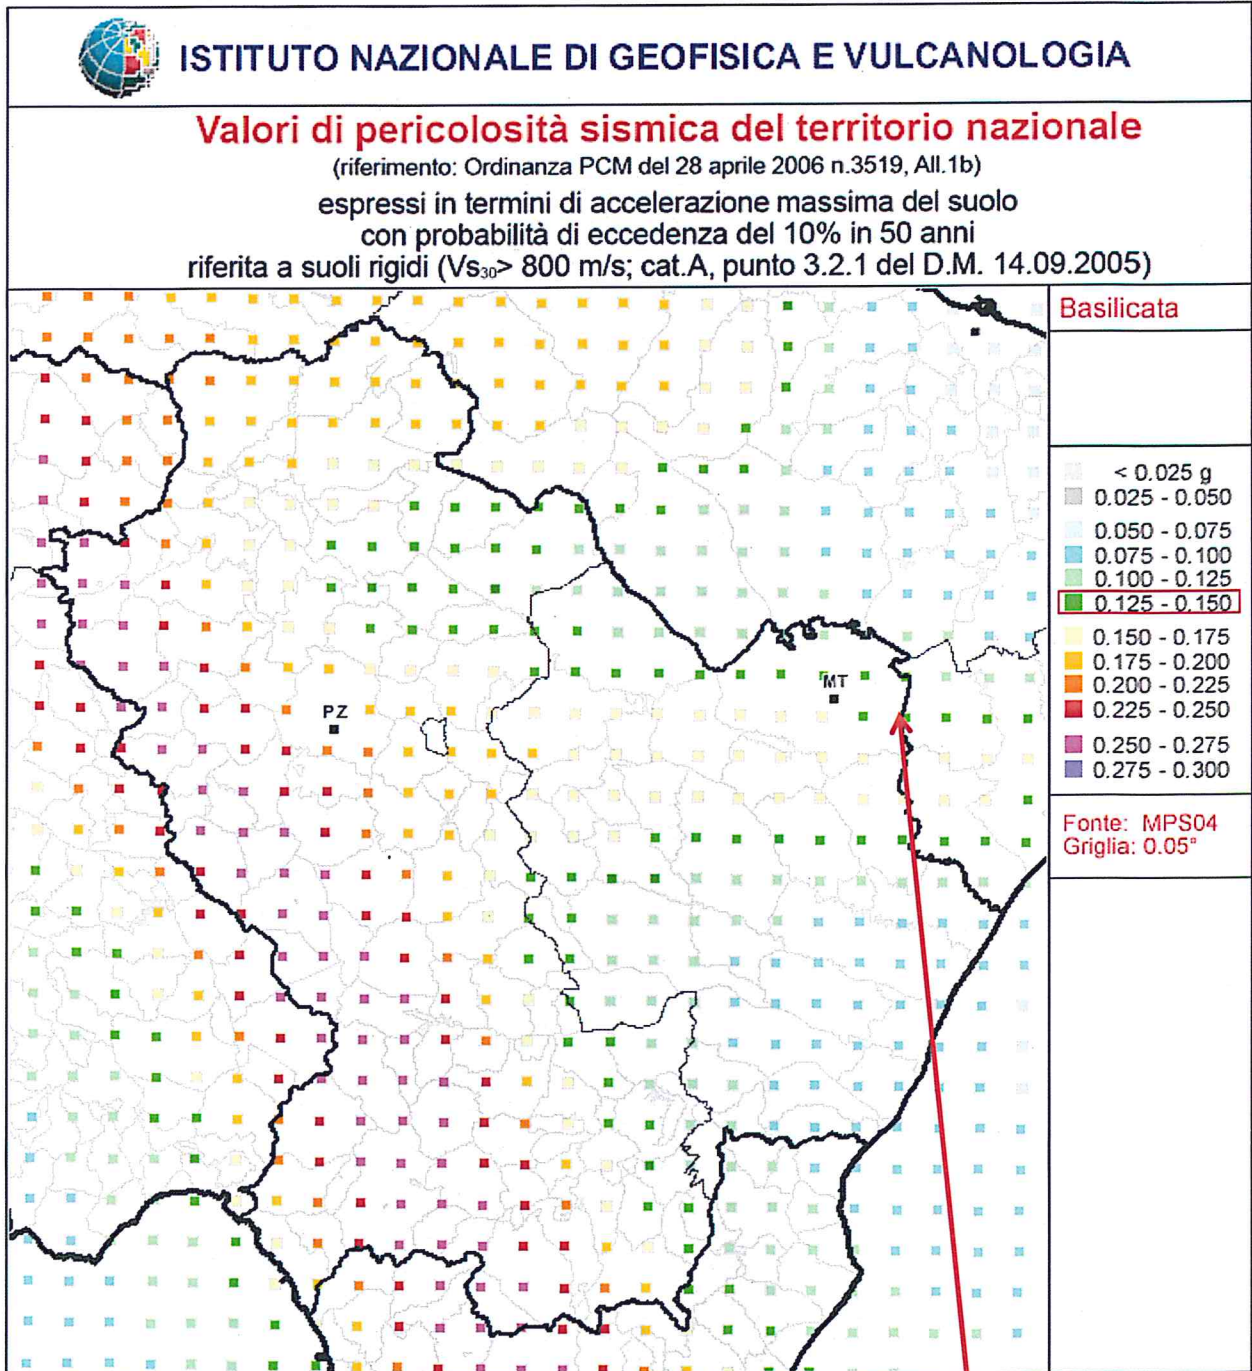 ISTITUTO NAZIONALE DI GEOFISICA E VULCANOLOGIA
Valori di pericolosità sismica del territorio nazionale
(riferimento: Ordinanza PCM del 28 aprile 2006 n.3519, All.1b)
espressi in termini di accelerazione massima del suolo
con probabilità di eccedenza del 10% in 50 anni
riferita a suoli rigidi (Vs30> 800 m/s; cat.A, punto 3.2.1 del D.M. 14.09.2005)
Basilicata
< 0.025 g
0.025 - 0.050
0.050 - 0.075
0.075 - 0.100
0.100 - 0.125
0.125 - 0.150
0.150 - 0.175
0.175 - 0.200
0.200 - 0.225
0.225 - 0.250
0.250 - 0.275
0.275 - 0.300
Fonte: MPS04
Griglia: 0.05°
MT
PZ